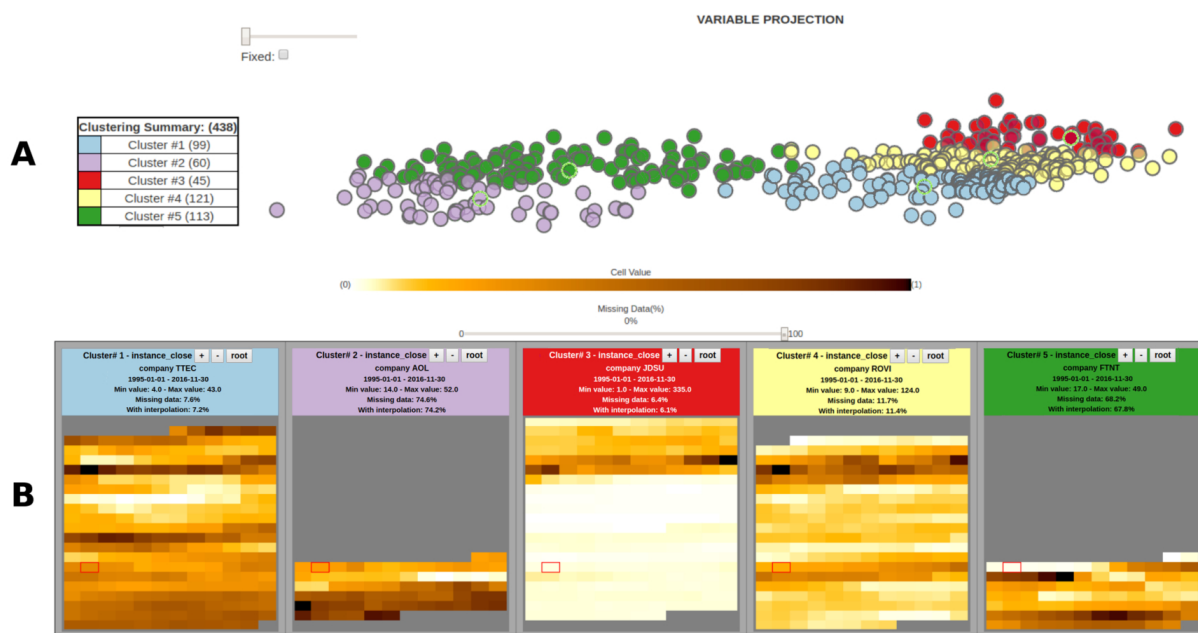 VARIABLE PROJECTION
Fixed:
A
Clustering Summary: (438)
Cluster #1 (99)
Cluster #2 (60)
Cluster #3 (45)
Cluster #4 (121)
Cluster #5 (113)
Cell Value
(0) (1)
Missing Data(%)
0%
0 100
B
Cluster# 1 - instance_close + - root
company TTEC
1995-01-01 - 2016-11-30
Min value: 4.0 - Max value: 43.0
Missing data: 7.6%
With interpolation: 7.2%
Cluster# 2 - instance_close + - root
company AOL
1995-01-01 - 2016-11-30
Min value: 14.0 - Max value: 52.0
Missing data: 74.6%
With interpolation: 74.2%
Cluster# 3 - instance_close + - root
company JDSU
1995-01-01 - 2016-11-30
Min value: 1.0 - Max value: 335.0
Missing data: 6.4%
With interpolation: 6.1%
Cluster# 4 - instance_close + - root
company ROVI
1995-01-01 - 2016-11-30
Min value: 9.0 - Max value: 124.0
Missing data: 11.7%
With interpolation: 11.4%
Cluster# 5 - instance_close + - root
company FTNT
1995-01-01 - 2016-11-30
Min value: 17.0 - Max value: 49.0
Missing data: 68.2%
With interpolation: 67.8%